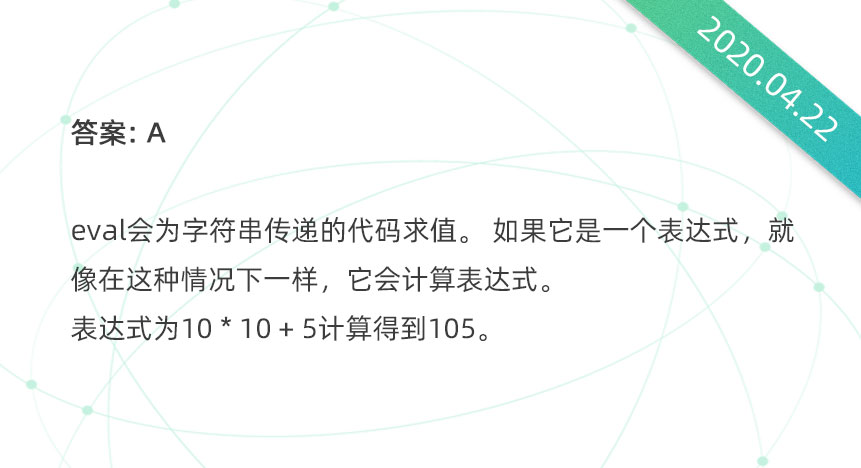 2020.04.22
答案: A
eval会为字符串传递的代码求值。 如果它是一个表达式，就
像在这种情况下一样，它会计算表达式。
表达式为10 * 10 + 5计算得到105。